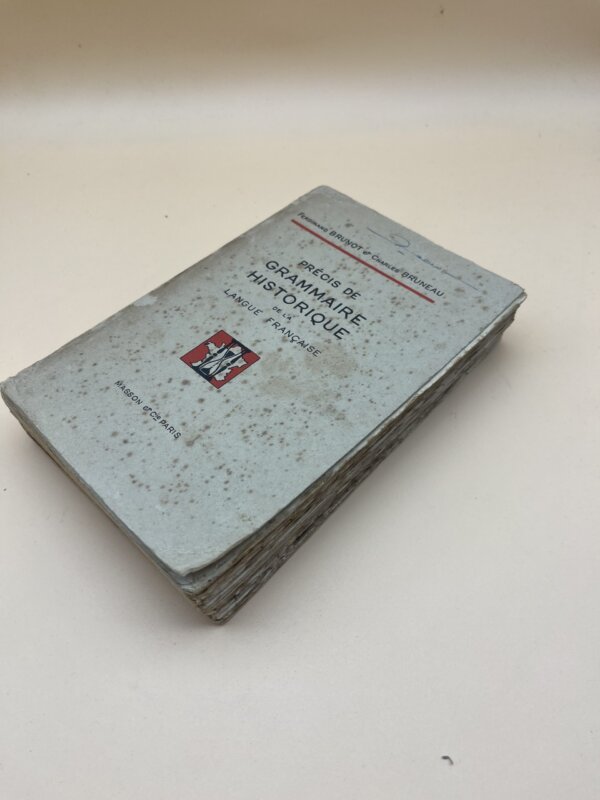 FERDINAND BRUNOT ET CHARLES BRUNEAU
PRÉCIS DE
GRAMMAIRE
HISTORIQUE
DE LA
LANGUE FRANÇAISE
MASSON ET Cie PARIS